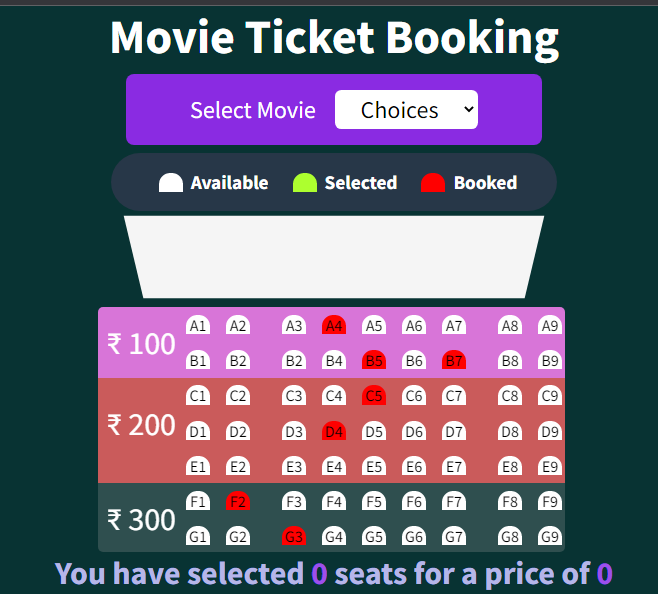 Movie Ticket Booking
Select Movie Choices
Available Selected Booked
₹ 100
A1 A2 A3 A4 A5 A6 A7 A8 A9
B1 B2 B2 B4 B5 B6 B7 B8 B9
₹ 200
C1 C2 C3 C4 C5 C6 C7 C8 C9
D1 D2 D3 D4 D5 D6 D7 D8 D9
E1 E2 E3 E4 E5 E6 E7 E8 E9
₹ 300
F1 F2 F3 F4 F5 F6 F7 F8 F9
G1 G2 G3 G4 G5 G6 G7 G8 G9
You have selected 0 seats for a price of 0